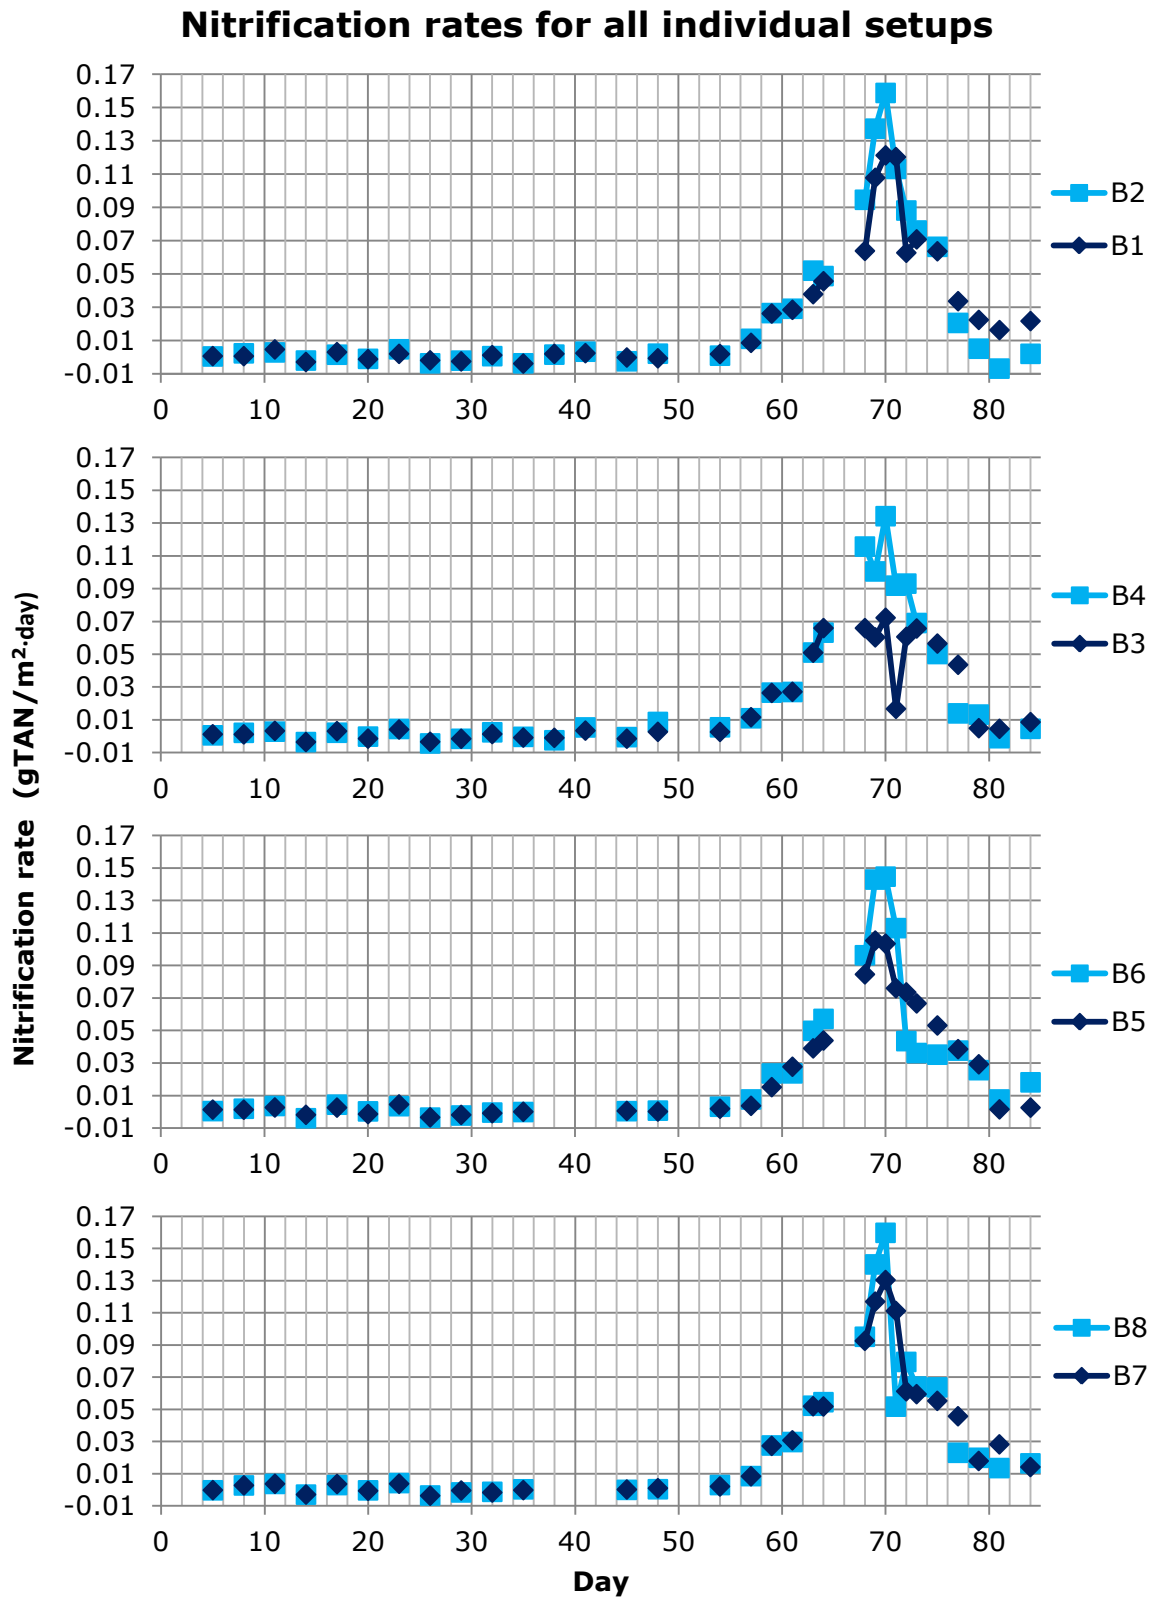 Nitrification rates for all individual setups
0.17
0.15
0.13
0.11
0.09
0.07
0.05
0.03
0.01
-0.01
0 10 20 30 40 50 60 70 80
B2
B1
0.17
0.15
0.13
0.11
0.09
0.07
0.05
0.03
0.01
-0.01
0 10 20 30 40 50 60 70 80
B4
B3
Nitrification rate (gTAN/m²·day)
0.17
0.15
0.13
0.11
0.09
0.07
0.05
0.03
0.01
-0.01
0 10 20 30 40 50 60 70 80
B6
B5
0.17
0.15
0.13
0.11
0.09
0.07
0.05
0.03
0.01
-0.01
0 10 20 30 40 50 60 70 80
B8
B7
Day